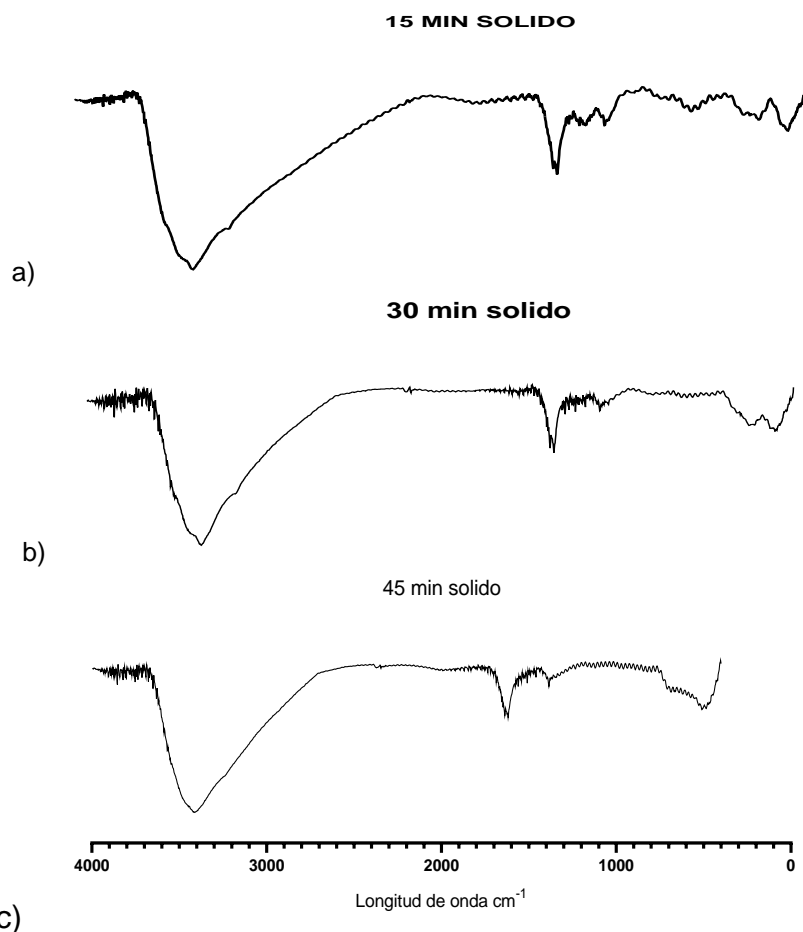 15 MIN SOLIDO
a)
30 min solido
b)
45 min solido
4000 3000 2000 1000 0
Longitud de onda cm-1
c)